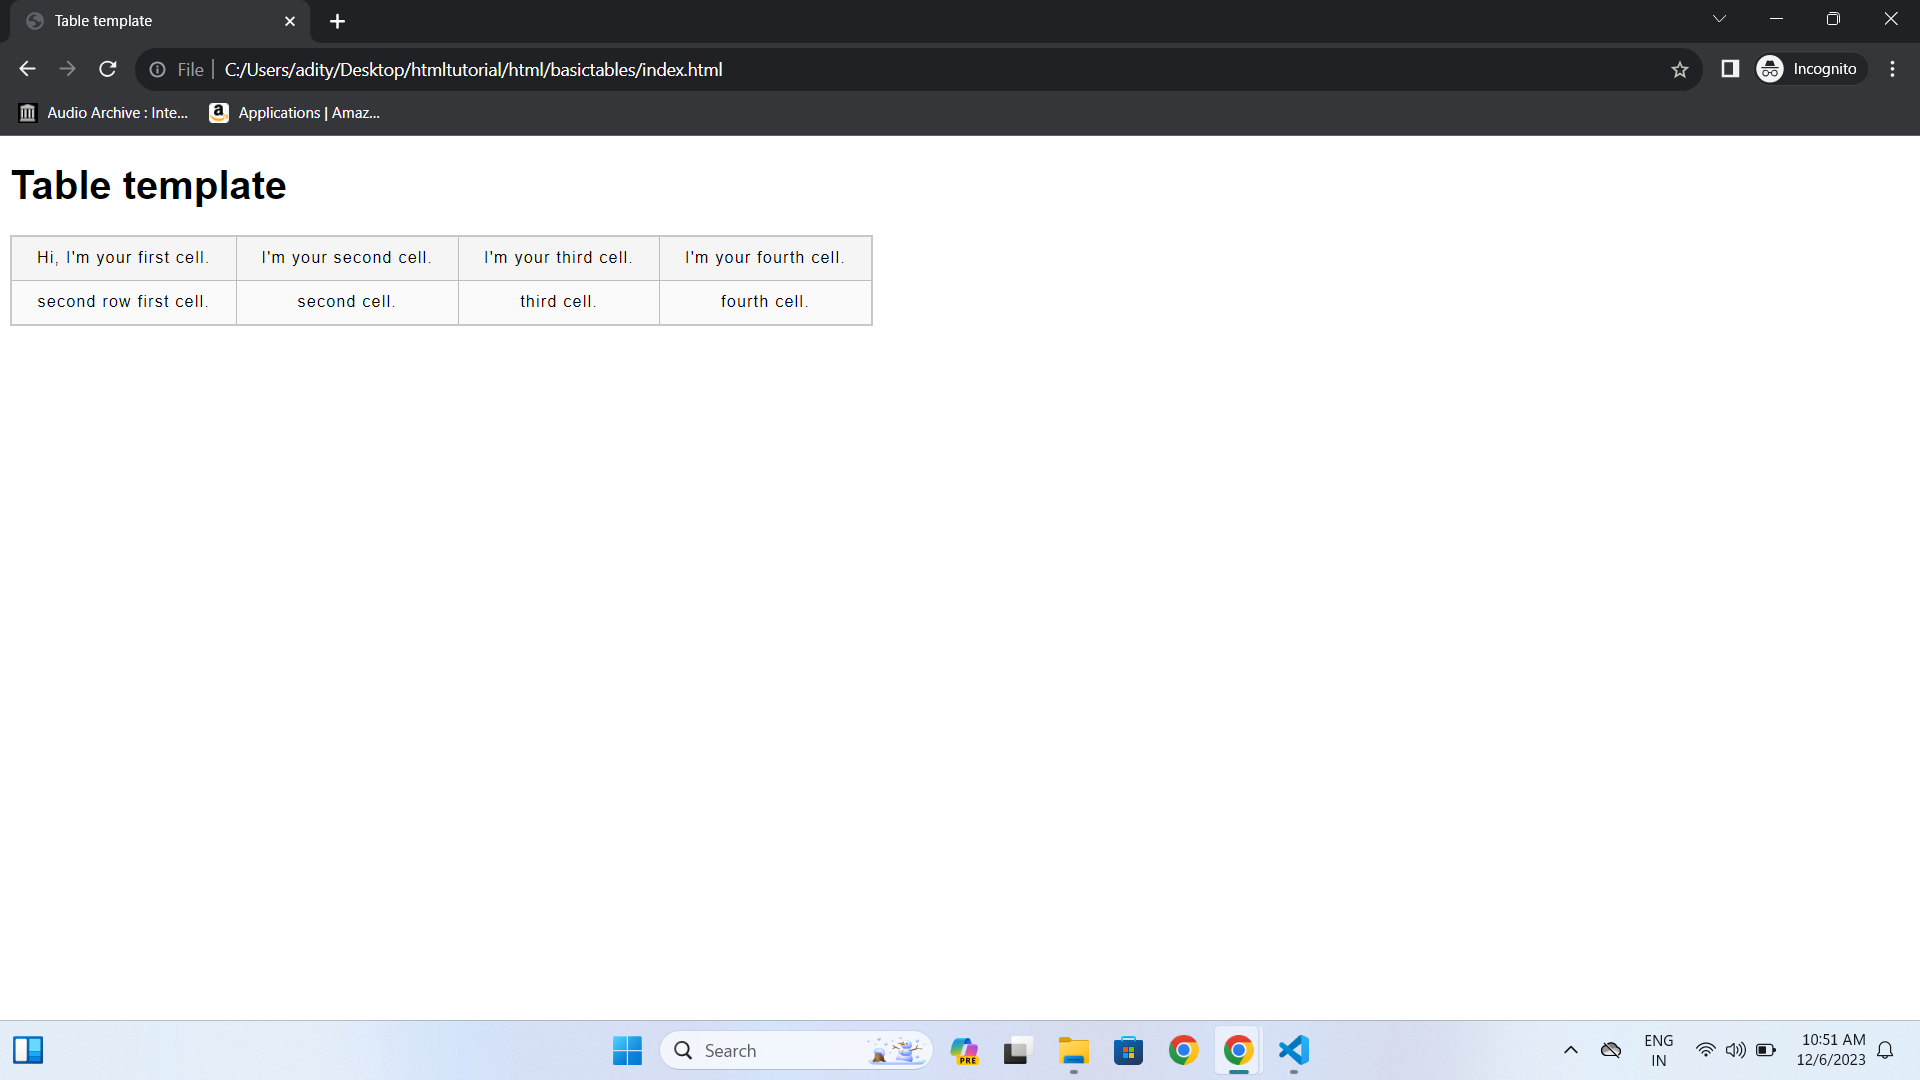 Table template
File C:/Users/adity/Desktop/htmltutorial/html/basictables/index.html
Incognito
Audio Archive : Inte... Applications | Amaz...
Table template
Hi, I'm your first cell. I'm your second cell. I'm your third cell. I'm your fourth cell.
second row first cell. second cell. third cell. fourth cell.
Search
PRE
ENG
IN
10:51 AM
12/6/2023